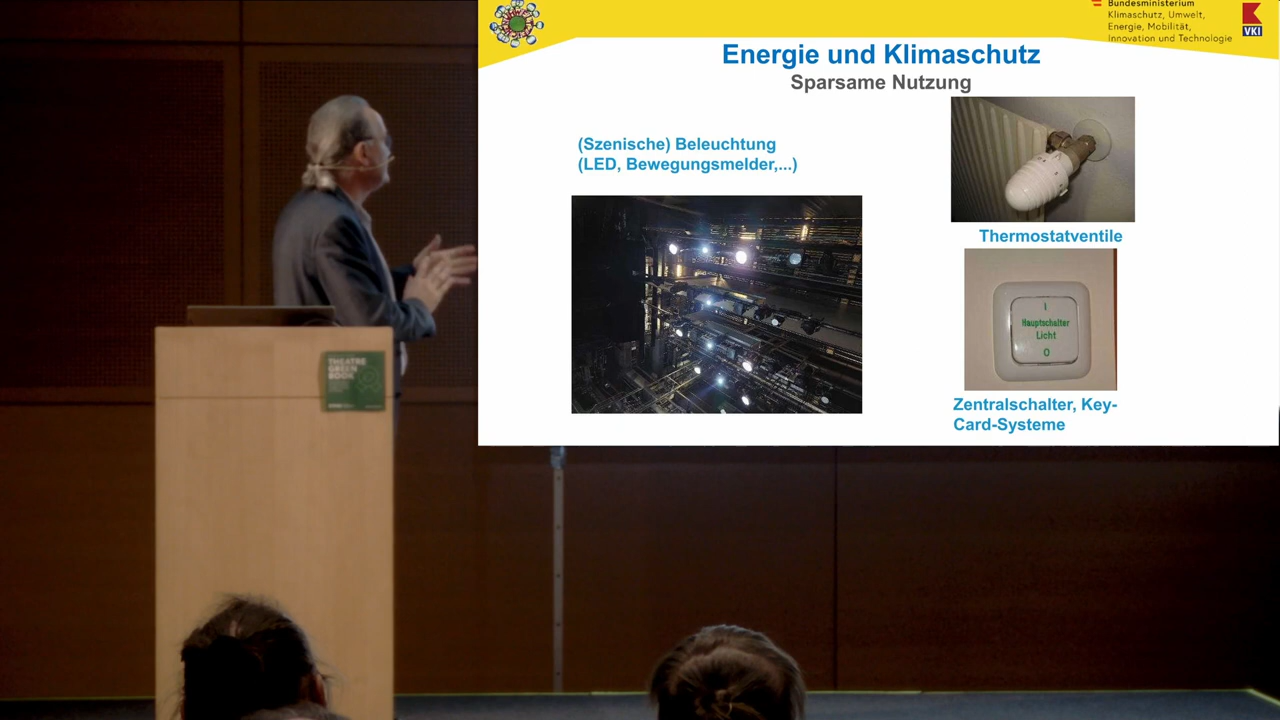 Bundesministerium
Klimaschutz, Umwelt,
Energie, Mobilität,
Innovation und Technologie
VKI
Energie und Klimaschutz
Sparsame Nutzung
(Szenische) Beleuchtung
(LED, Bewegungsmelder,...)
Thermostatventile
I
Hauptschalter
Licht
O
Zentralschalter, Key-
Card-Systeme
THEATRE
GREEN
BOOK